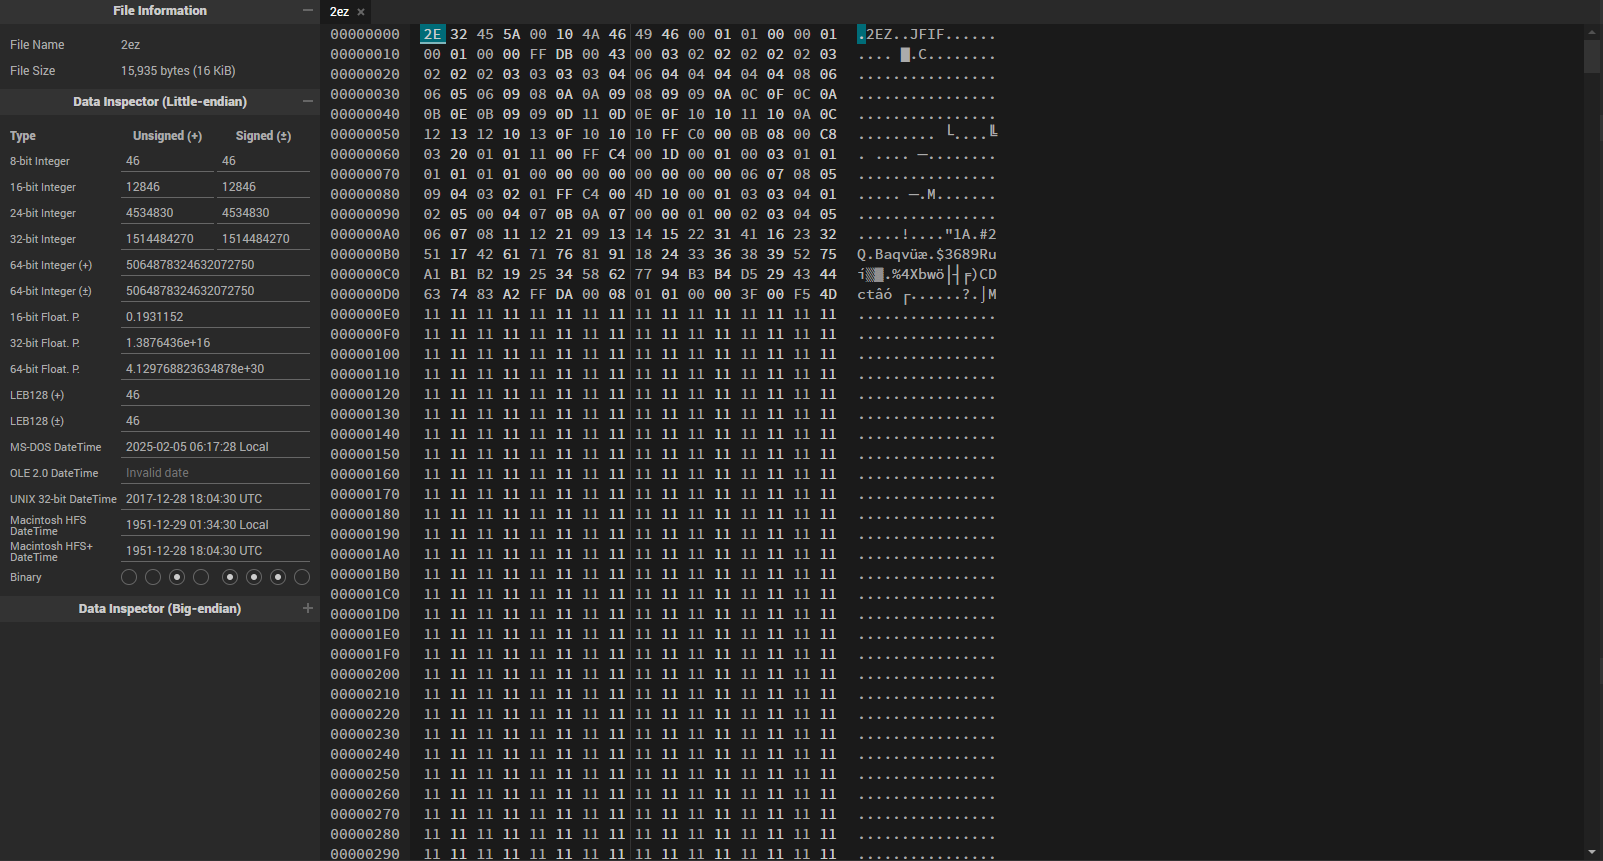 File Information
File Name 2ez
File Size 15,935 bytes (16 KiB)
Data Inspector (Little-endian)
Type Unsigned (+) Signed (±)
8-bit Integer 46 46
16-bit Integer 12846 12846
24-bit Integer 4534830 4534830
32-bit Integer 1514484270 1514484270
64-bit Integer (+) 5064878324632072750
64-bit Integer (±) 5064878324632072750
16-bit Float. P. 0.1931152
32-bit Float. P. 1.3876436e+16
64-bit Float. P. 4.129768823634878e+30
LEB128 (+) 46
LEB128 (±) 46
MS-DOS DateTime 2025-02-05 06:17:28 Local
OLE 2.0 DateTime Invalid date
UNIX 32-bit DateTime 2017-12-28 18:04:30 UTC
Macintosh HFS DateTime 1951-12-29 01:34:30 Local
Macintosh HFS+ DateTime 1951-12-28 18:04:30 UTC
Binary
Data Inspector (Big-endian)
2ez
00000000 2E 32 45 5A 00 10 4A 46 49 46 00 01 01 00 00 01 .2EZ..JFIF......
00000010 00 01 00 00 FF DB 00 43 00 03 02 02 02 02 02 03 .... █.C........
00000020 02 02 02 03 03 03 03 04 06 04 04 04 04 04 08 06 ................
00000030 06 05 06 09 08 0A 0A 09 08 09 09 0A 0C 0F 0C 0A ................
00000040 0B 0E 0B 09 09 0D 11 0D 0E 0F 10 10 11 10 0A 0C ................
00000050 12 13 12 10 13 0F 10 10 10 FF C0 00 0B 08 00 C8 ......... └....╚
00000060 03 20 01 01 11 00 FF C4 00 1D 00 01 00 03 01 01 . .... ─........
00000070 01 01 01 01 00 00 00 00 00 00 00 00 06 07 08 05 ................
00000080 09 04 03 02 01 FF C4 00 4D 10 00 01 03 03 04 01 ..... ─.M.......
00000090 02 05 00 04 07 0B 0A 07 00 00 01 00 02 03 04 05 ................
000000A0 06 07 08 11 12 21 09 13 14 15 22 31 41 16 23 32 .....!...."1A.#2
000000B0 51 17 42 61 71 76 81 91 18 24 33 36 38 39 52 75 Q.Baqvüæ.$3689Ru
000000C0 A1 B1 B2 19 25 34 58 62 77 94 B3 B4 D5 29 43 44 í▒▓.%4Xbwö│┤╒)CD
000000D0 63 74 83 A2 FF DA 00 08 01 01 00 00 3F 00 F5 4D ctâó ┌......?.⌡M
000000E0 11 11 11 11 11 11 11 11 11 11 11 11 11 11 11 11 ................
000000F0 11 11 11 11 11 11 11 11 11 11 11 11 11 11 11 11 ................
00000100 11 11 11 11 11 11 11 11 11 11 11 11 11 11 11 11 ................
00000110 11 11 11 11 11 11 11 11 11 11 11 11 11 11 11 11 ................
00000120 11 11 11 11 11 11 11 11 11 11 11 11 11 11 11 11 ................
00000130 11 11 11 11 11 11 11 11 11 11 11 11 11 11 11 11 ................
00000140 11 11 11 11 11 11 11 11 11 11 11 11 11 11 11 11 ................
00000150 11 11 11 11 11 11 11 11 11 11 11 11 11 11 11 11 ................
00000160 11 11 11 11 11 11 11 11 11 11 11 11 11 11 11 11 ................
00000170 11 11 11 11 11 11 11 11 11 11 11 11 11 11 11 11 ................
00000180 11 11 11 11 11 11 11 11 11 11 11 11 11 11 11 11 ................
00000190 11 11 11 11 11 11 11 11 11 11 11 11 11 11 11 11 ................
000001A0 11 11 11 11 11 11 11 11 11 11 11 11 11 11 11 11 ................
000001B0 11 11 11 11 11 11 11 11 11 11 11 11 11 11 11 11 ................
000001C0 11 11 11 11 11 11 11 11 11 11 11 11 11 11 11 11 ................
000001D0 11 11 11 11 11 11 11 11 11 11 11 11 11 11 11 11 ................
000001E0 11 11 11 11 11 11 11 11 11 11 11 11 11 11 11 11 ................
000001F0 11 11 11 11 11 11 11 11 11 11 11 11 11 11 11 11 ................
00000200 11 11 11 11 11 11 11 11 11 11 11 11 11 11 11 11 ................
00000210 11 11 11 11 11 11 11 11 11 11 11 11 11 11 11 11 ................
00000220 11 11 11 11 11 11 11 11 11 11 11 11 11 11 11 11 ................
00000230 11 11 11 11 11 11 11 11 11 11 11 11 11 11 11 11 ................
00000240 11 11 11 11 11 11 11 11 11 11 11 11 11 11 11 11 ................
00000250 11 11 11 11 11 11 11 11 11 11 11 11 11 11 11 11 ................
00000260 11 11 11 11 11 11 11 11 11 11 11 11 11 11 11 11 ................
00000270 11 11 11 11 11 11 11 11 11 11 11 11 11 11 11 11 ................
00000280 11 11 11 11 11 11 11 11 11 11 11 11 11 11 11 11 ................
00000290 11 11 11 11 11 11 11 11 11 11 11 11 11 11 11 11 ................